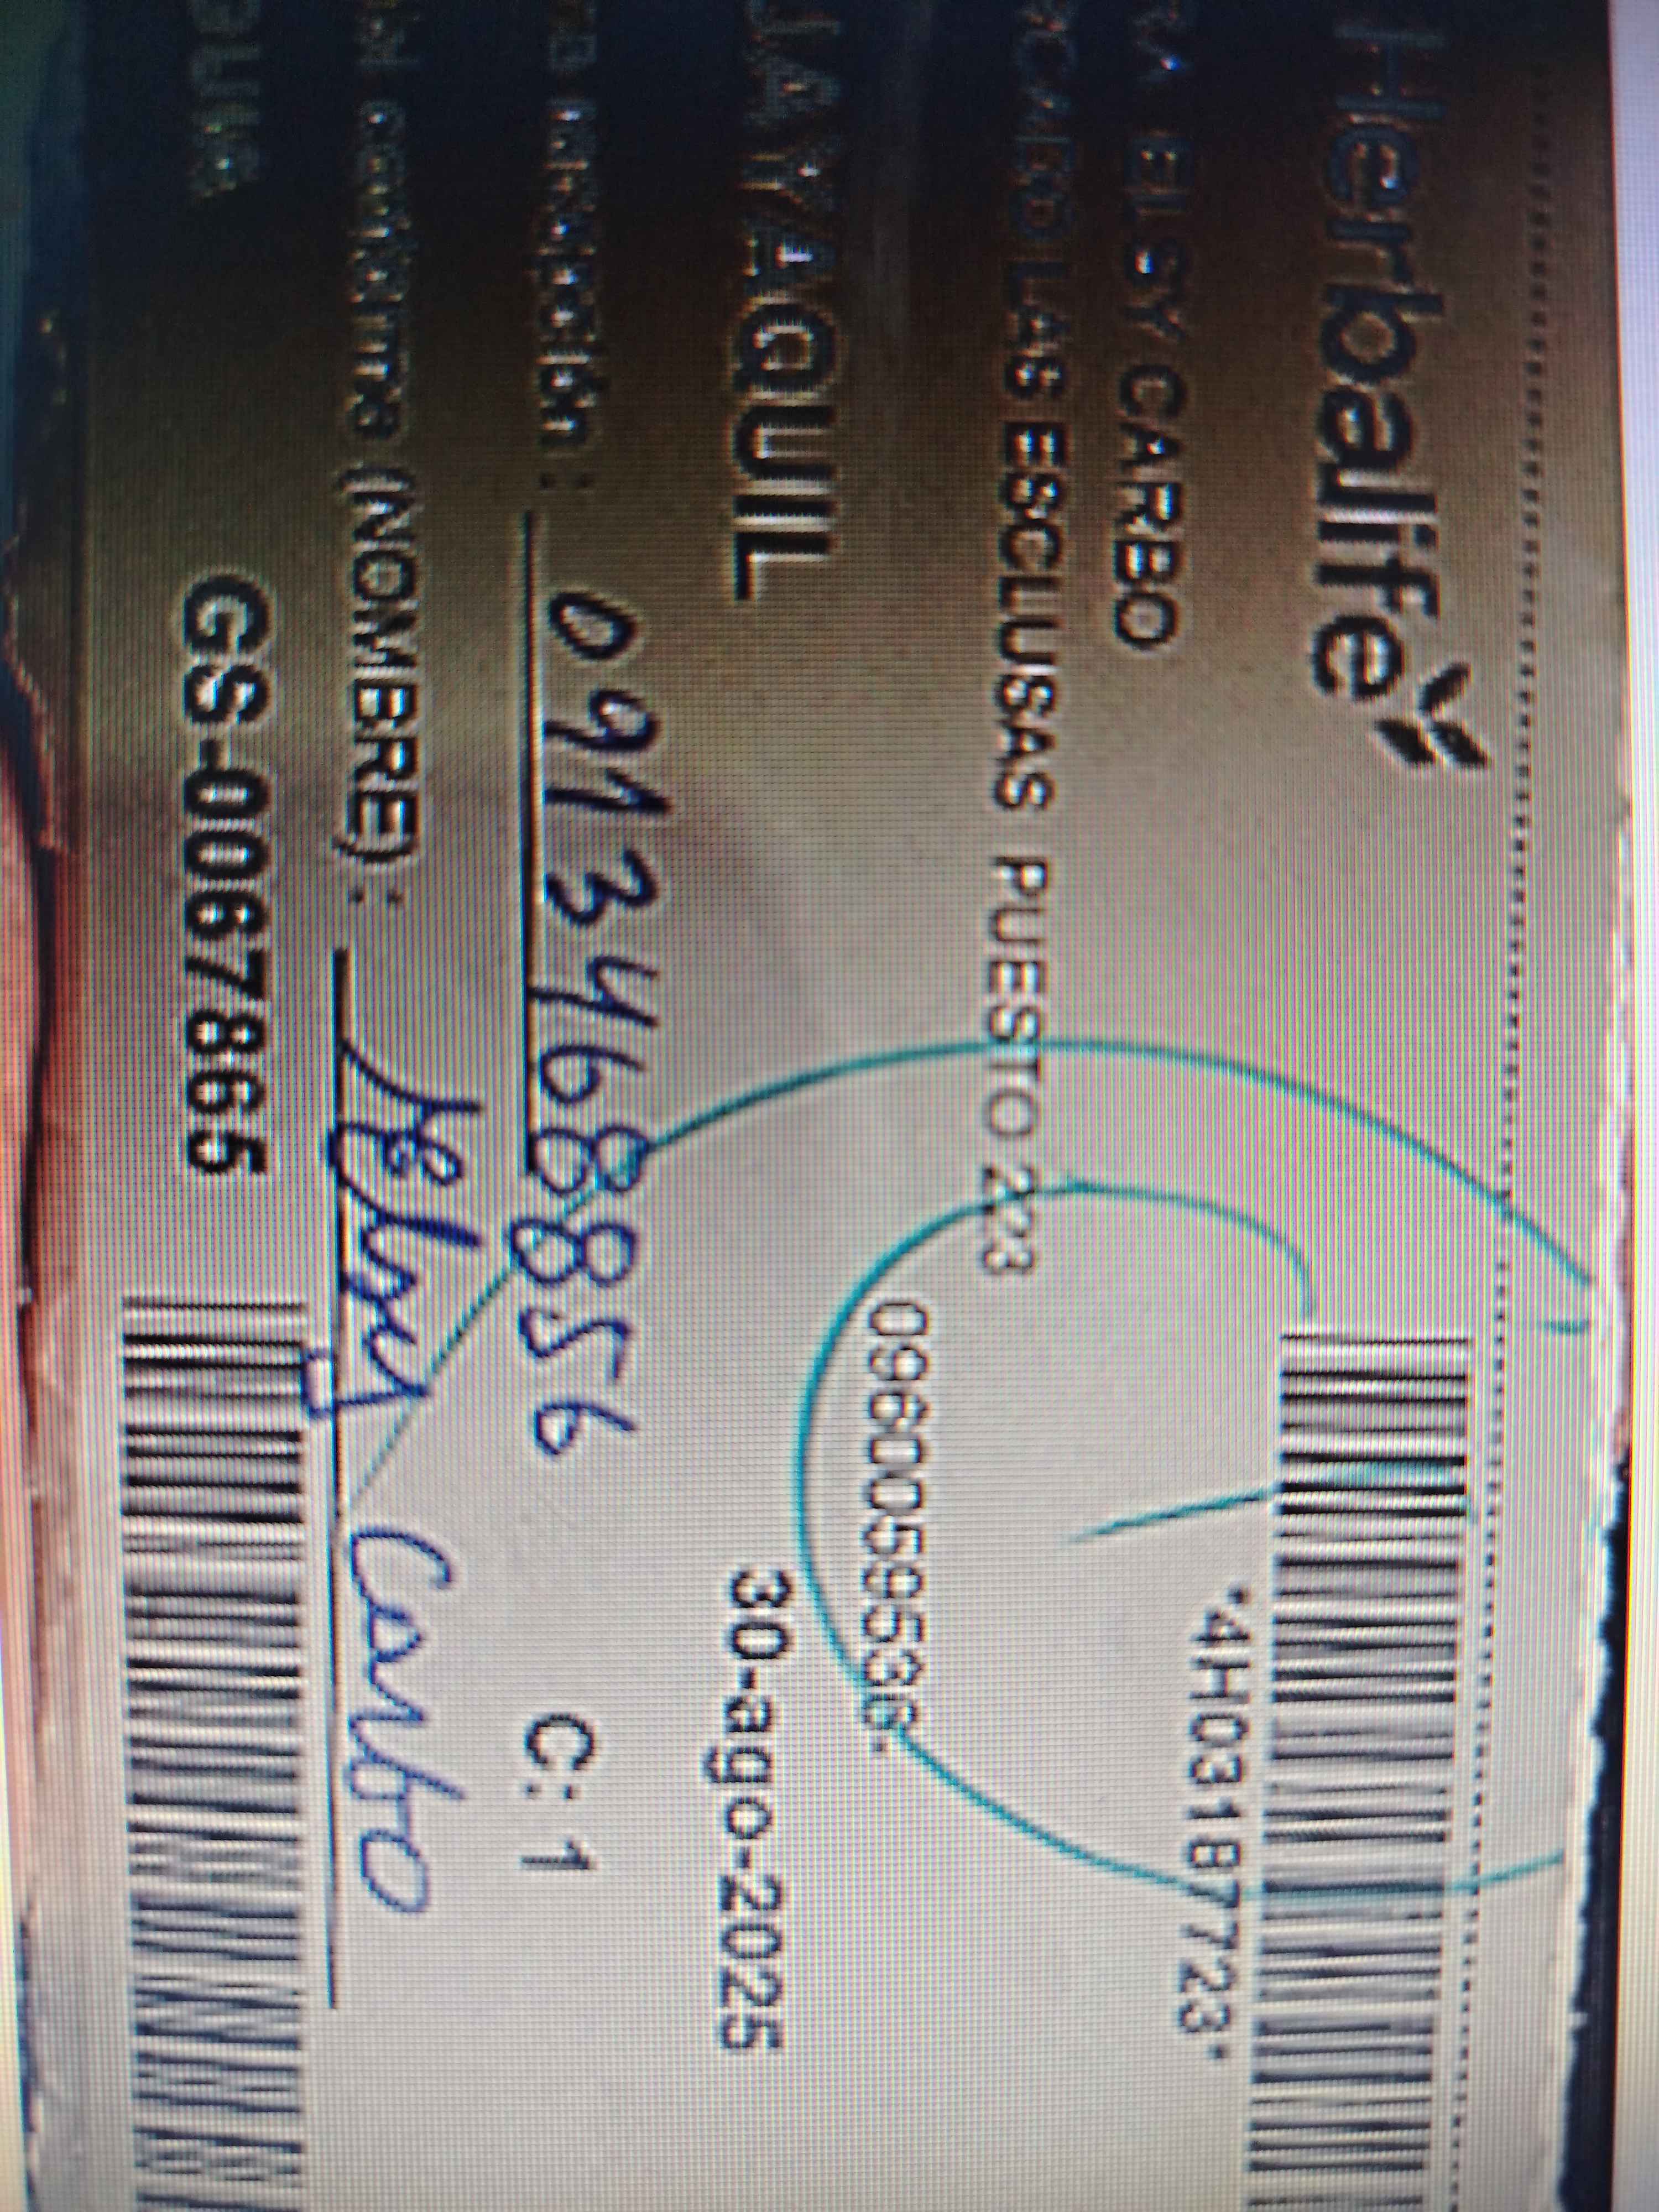 Herbalife
*4H03187723*
ELSY CARBO
LAS ESCLUSAS PUESTO 223
0960059536*
GUAYAQUIL
30-ago-2025
C: 1
0913468856
(NOMBRE):
Carbo
GS-0067865